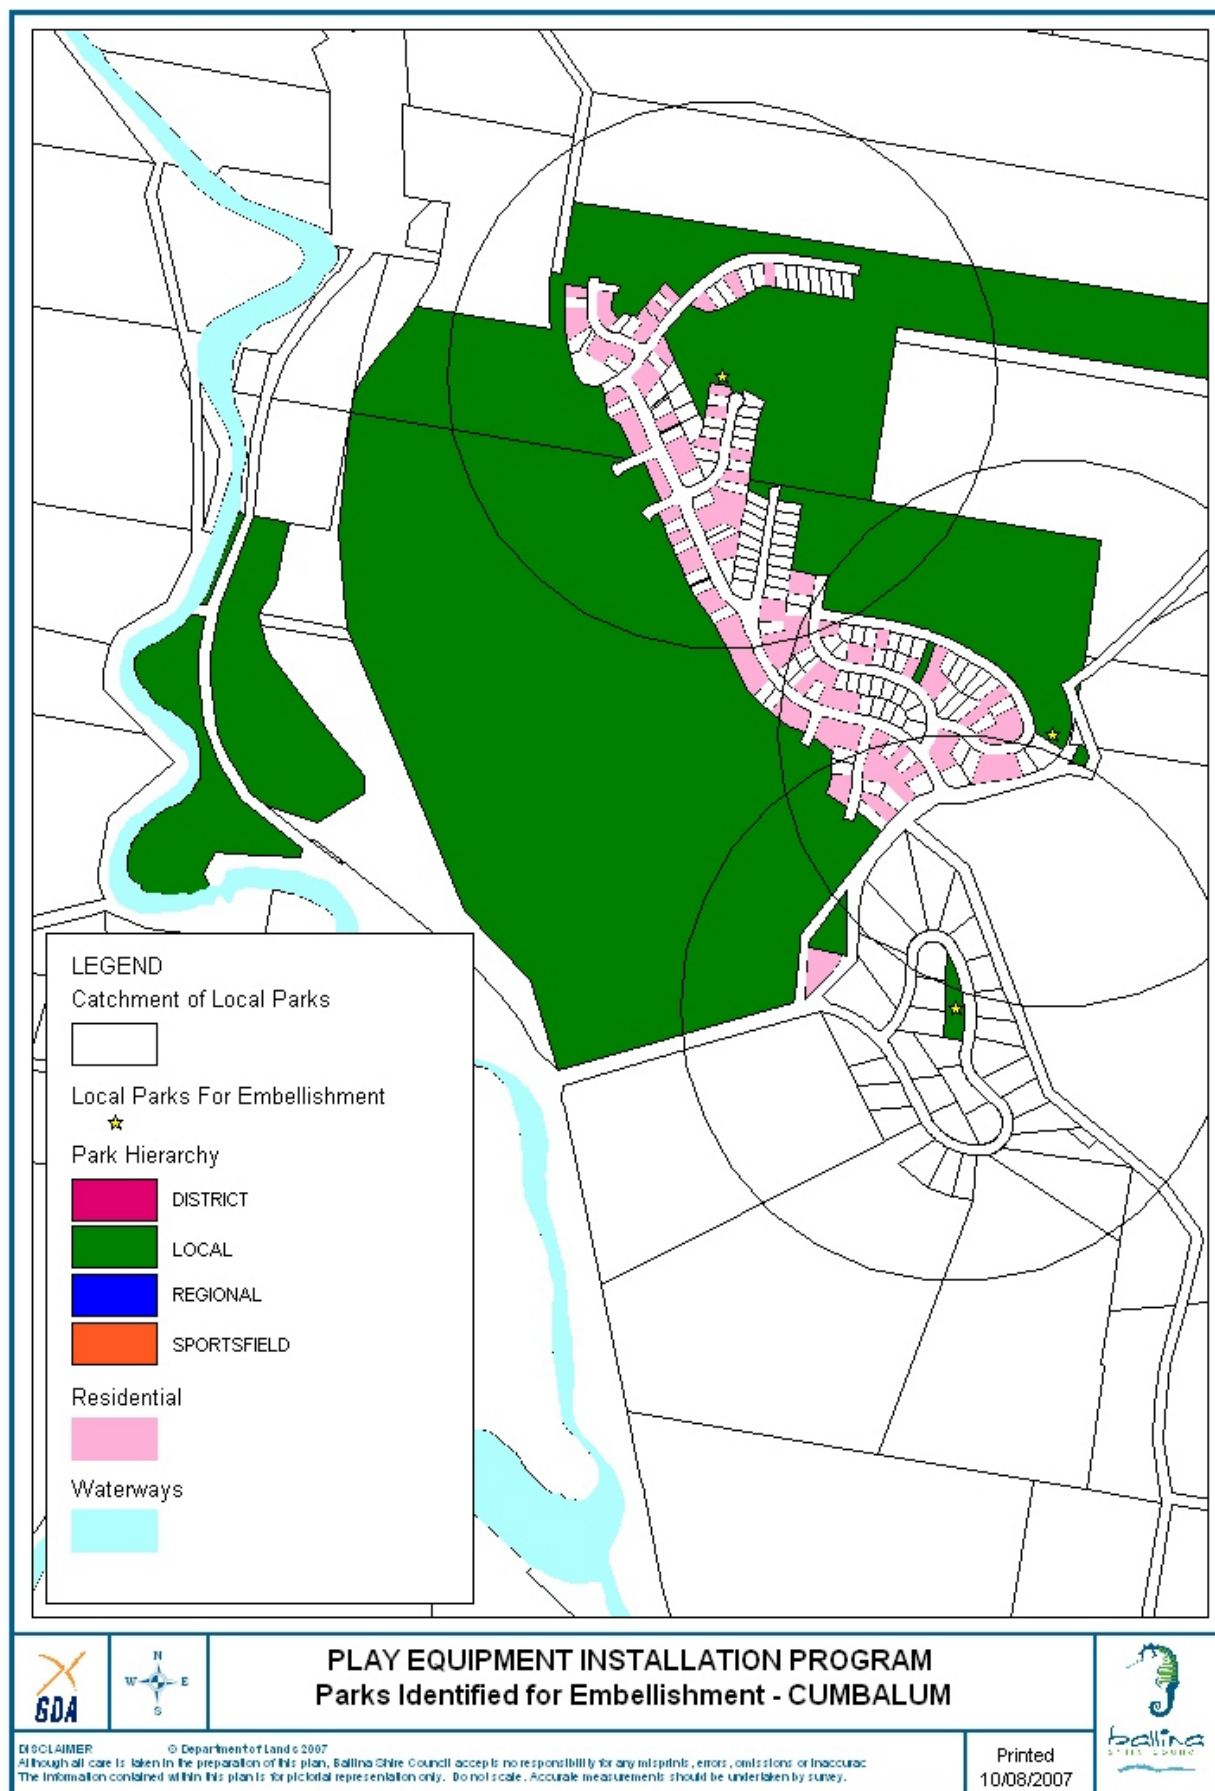 LEGEND
Catchment of Local Parks
Local Parks For Embellishment
Park Hierarchy
DISTRICT
LOCAL
REGIONAL
SPORTSFIELD
Residential
Waterways
GDA
N
W E
S
PLAY EQUIPMENT INSTALLATION PROGRAM
Parks Identified for Embellishment - CUMBALUM
ballina
SHIRE COUNCIL
DISCLAIMER © Department of Lands 2007
Although all care is taken in the preparation of this plan, Ballina Shire Council accepts no responsibility for any misprints, errors, omissions or inaccurac
The information contained within this plan is for pictorial representation only. Do not scale. Accurate measurements should be undertaken by survey.
Printed
10/08/2007